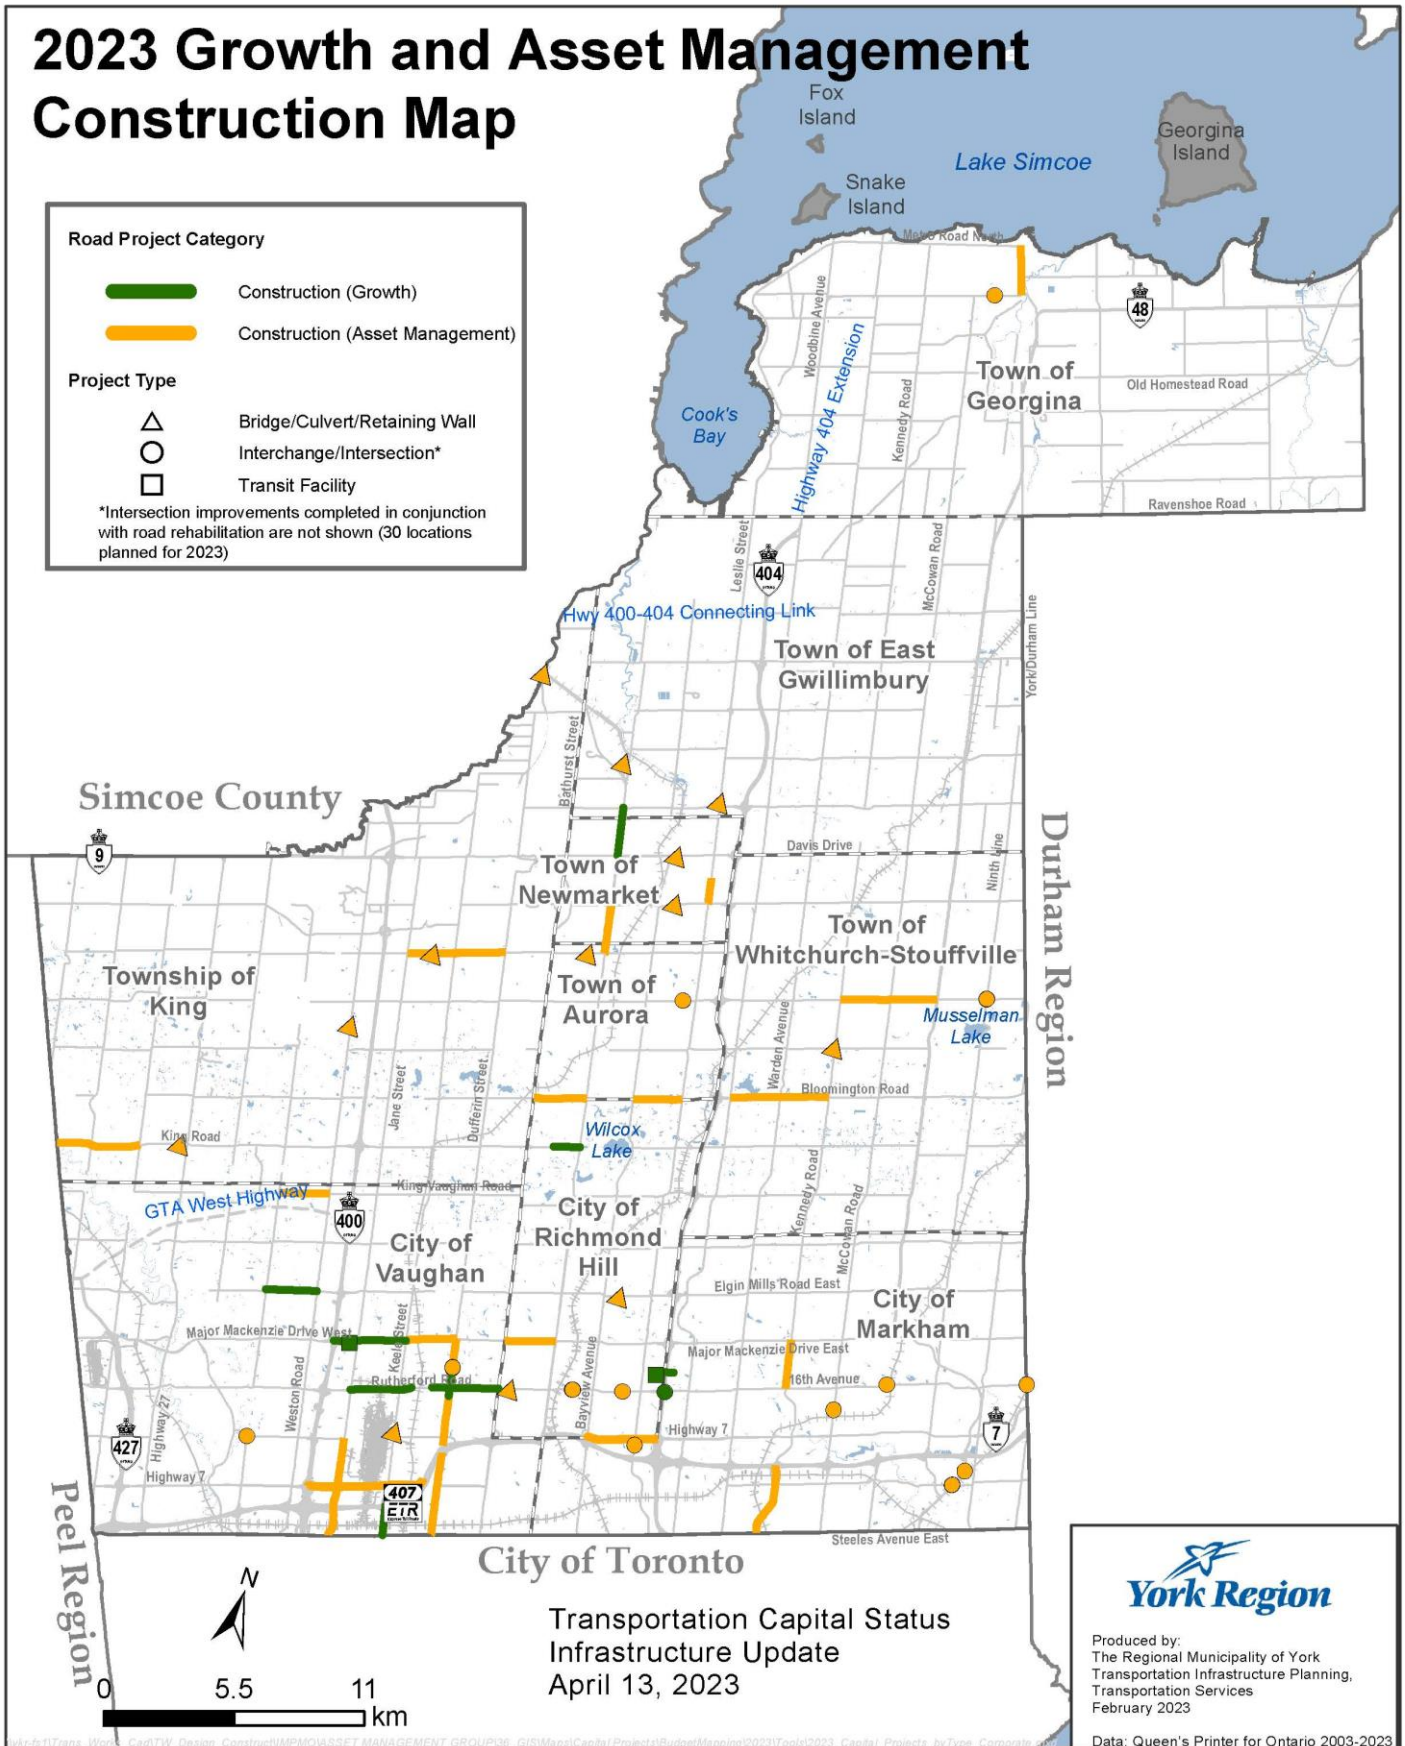 2023 Growth and Asset Management
Construction Map
Fox
Island
Georgina
Island
Lake Simcoe
Snake
Island
Road Project Category
Construction (Growth)
Construction (Asset Management)
Project Type
Bridge/Culvert/Retaining Wall
Interchange/Intersection*
Transit Facility
*Intersection improvements completed in conjunction
with road rehabilitation are not shown (30 locations
planned for 2023)
Metro Road North
Woodbine Avenue
48
Highway 404 Extension
Town of
Georgina
Old Homestead Road
Kennedy Road
Cook's
Bay
Ravenshoe Road
Leslie Street
404
McCowan Road
Hwy 400-404 Connecting Link
York/Durham Line
Town of East
Gwillimbury
Bathurst Street
Simcoe County
9
Durham Region
Davis Drive
Ninth Line
Town of
Newmarket
Town of
Whitchurch-Stouffville
Township of
King
Town of
Aurora
Musselman
Lake
Warden Avenue
Jane Street
Dufferin Street
Bloomington Road
King Road
Wilcox
Lake
Kennedy Road
McCowan Road
King-Vaughan Road
GTA West Highway
400
City of
Richmond
Hill
City of
Vaughan
Elgin Mills Road East
City of
Markham
Major Mackenzie Drive West
Keele Street
Major Mackenzie Drive East
Bayview Avenue
Rutherford Road
16th Avenue
Weston Road
Highway 27
Highway 7
7
427
Highway 7
407
ETR
Peel Region
Steeles Avenue East
City of Toronto
N
Transportation Capital Status
Infrastructure Update
April 13, 2023
0 5.5 11
km
York Region
Produced by:
The Regional Municipality of York
Transportation Infrastructure Planning,
Transportation Services
February 2023
Data: Queen's Printer for Ontario 2003-2023